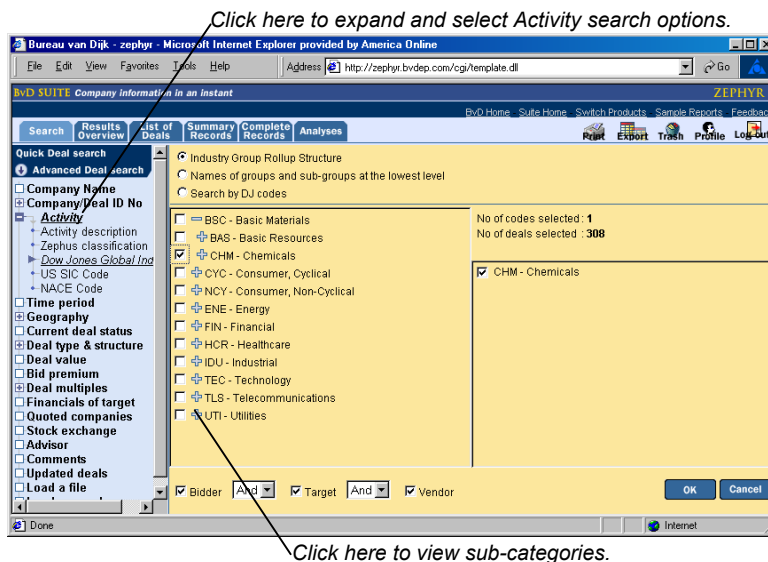 Click here to expand and select Activity search options.
Bureau van Dijk - zephyr - Microsoft Internet Explorer provided by America Online
File Edit View Favorites Tools Help Address http://zephyr.bvdep.com/cgi/template.dll Go
BvD SUITE Company information in an instant ZEPHYR
BvD Home Suite Home Switch Products Sample Reports Feedbac
Search Results Overview List of Deals Summary Records Complete Records Analyses Print Export Trash Profile Log out
Quick Deal search
Advanced Deal search
Company Name
Company/Deal ID No
Activity
Activity description
Zephus classification
Dow Jones Global Ind
US SIC Code
NACE Code
Time period
Geography
Current deal status
Deal type & structure
Deal value
Bid premium
Deal multiples
Financials of target
Quoted companies
Stock exchange
Advisor
Comments
Updated deals
Load a file
Industry Group Rollup Structure
Names of groups and sub-groups at the lowest level
Search by DJ codes
BSC - Basic Materials
BAS - Basic Resources
CHM - Chemicals
CYC - Consumer, Cyclical
NCY - Consumer, Non-Cyclical
ENE - Energy
FIN - Financial
HCR - Healthcare
IDU - Industrial
TEC - Technology
TLS - Telecommunications
UTI - Utilities
No of codes selected : 1
No of deals selected : 308
CHM - Chemicals
Bidder And Target And Vendor OK Cancel
Done Internet
Click here to view sub-categories.